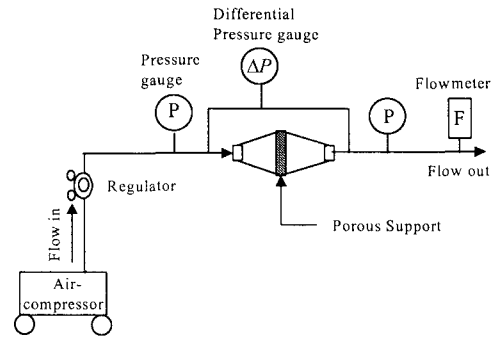 Differential
Pressure gauge
Pressure
gauge
ΔP
P
P
Flowmeter
F
Flow out
Regulator
Flow in
Porous Support
Air-
compressor